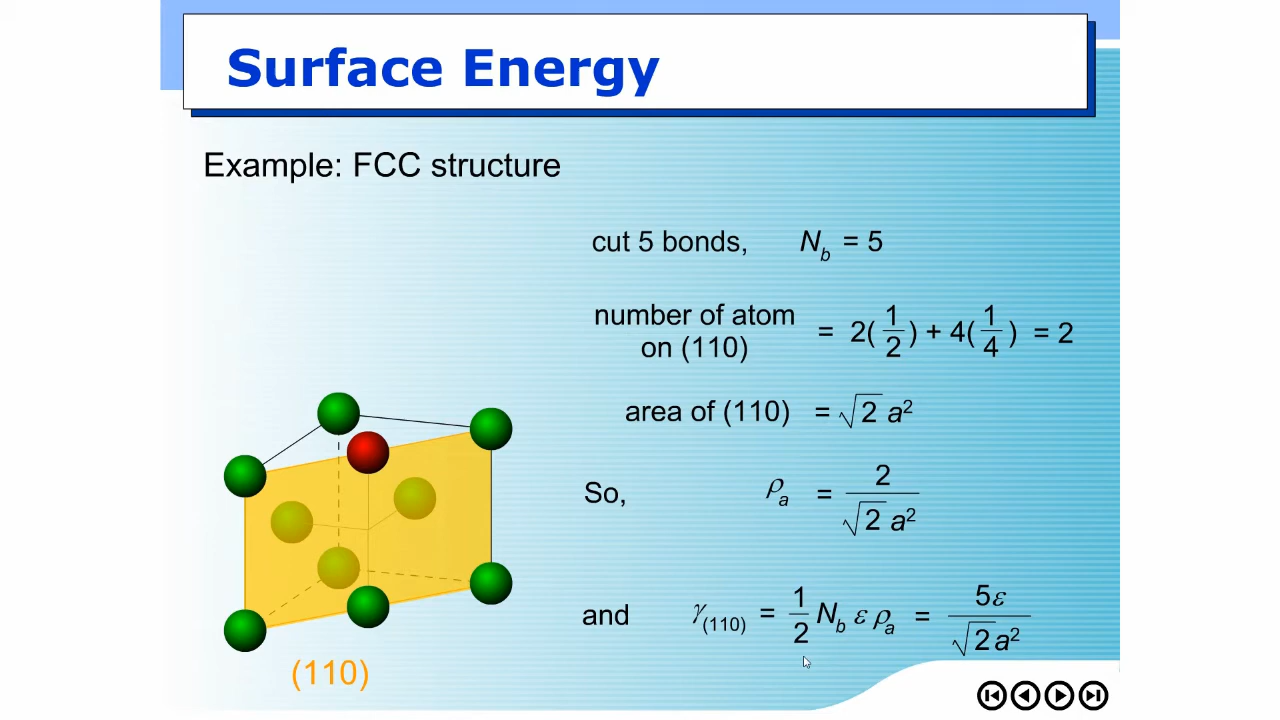 Surface Energy
Example: FCC structure
cut 5 bonds, N_b = 5
number of atom on (110) = 2(1/2) + 4(1/4) = 2
area of (110) = √2 a²
So, ρ_a = 2/(√2 a²)
and γ_(110) = 1/2 N_b ε ρ_a = 5ε/(√2a²)
(110)